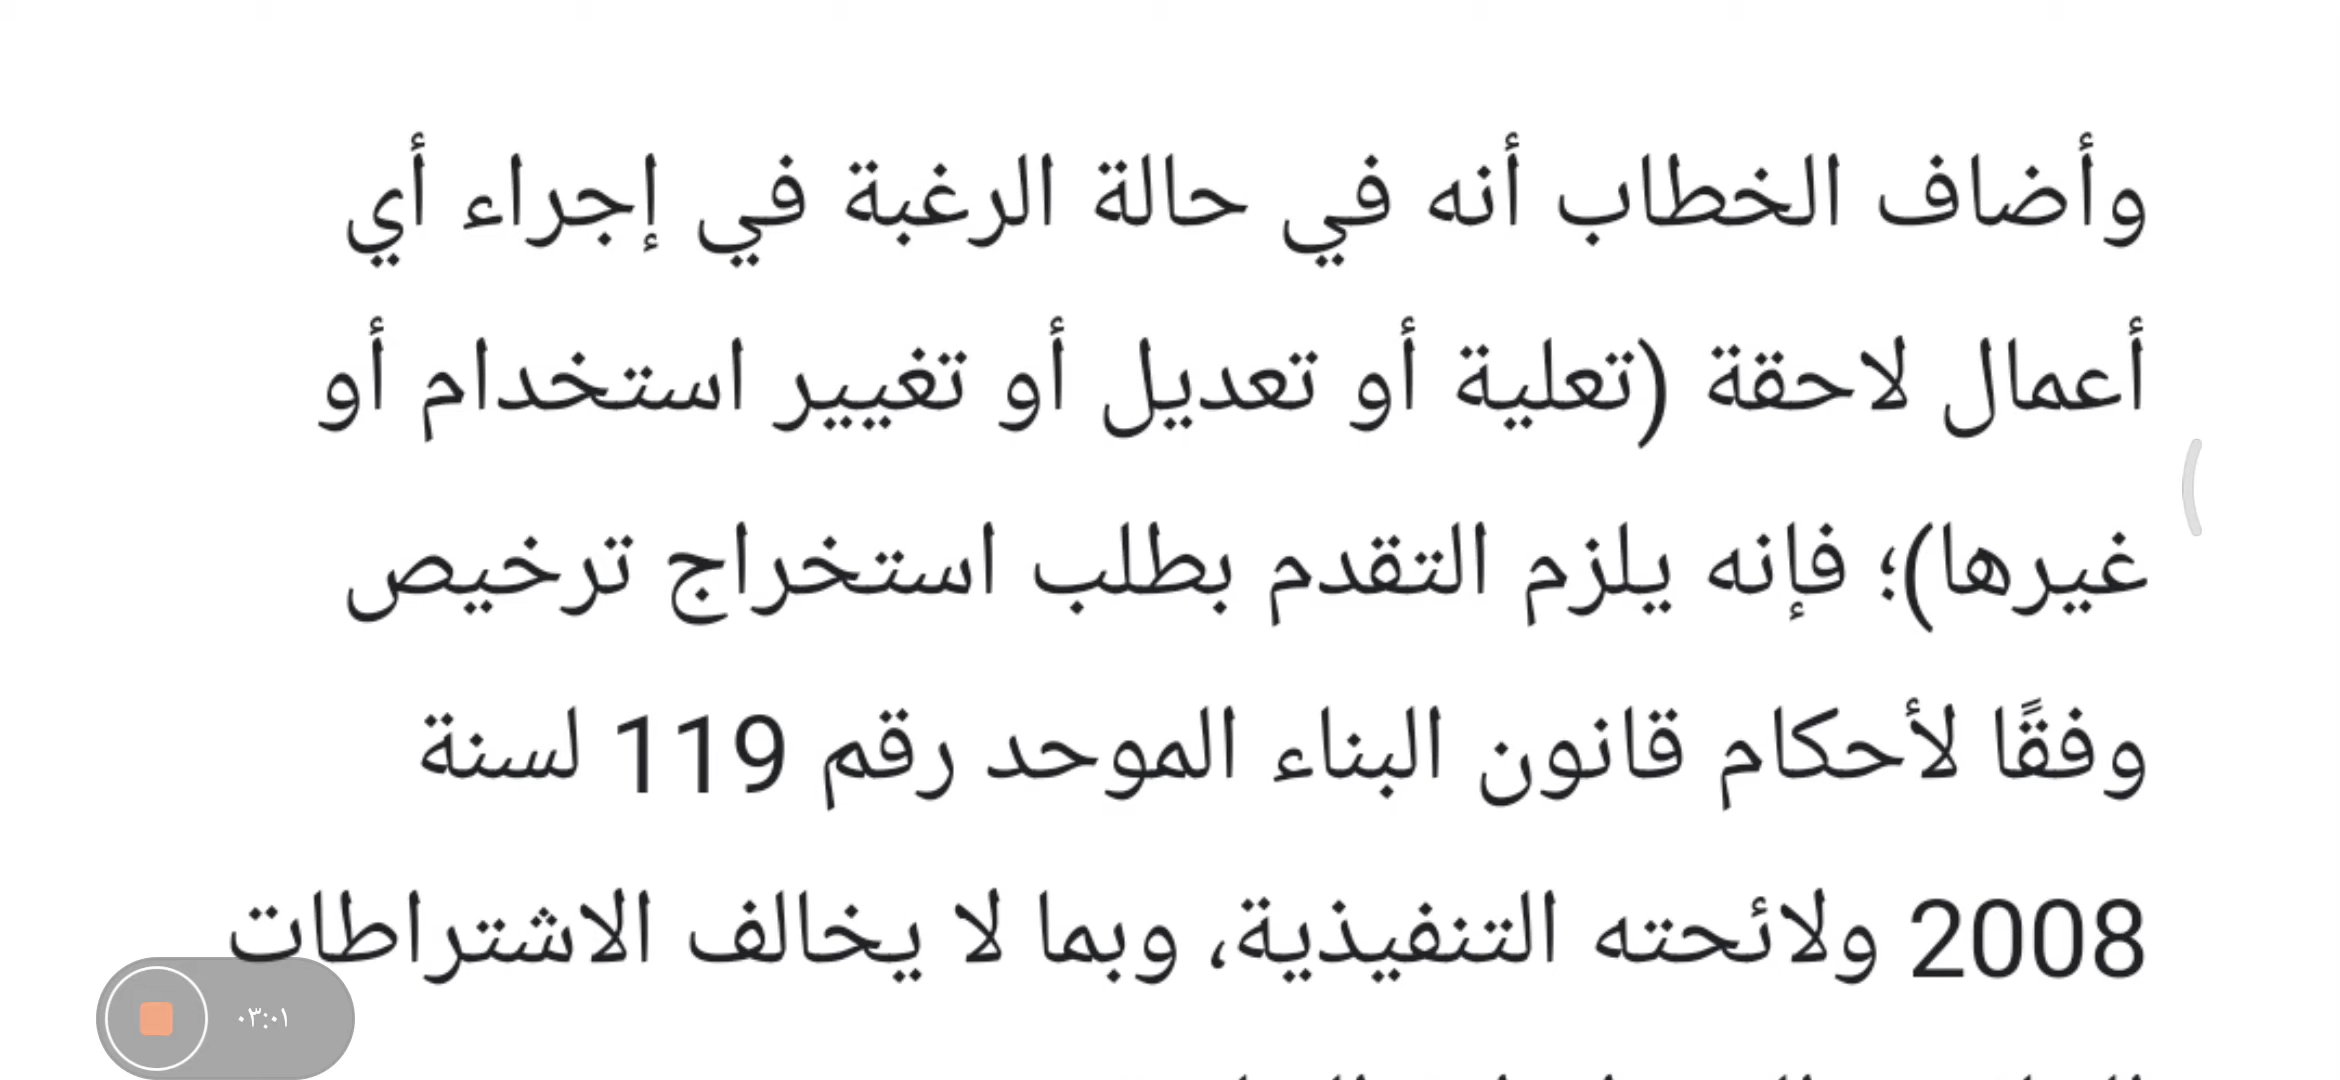 وأضاف الخطاب أنه في حالة الرغبة في إجراء أي
أعمال لاحقة (تعلية أو تعديل أو تغيير استخدام أو
غيرها)؛ فإنه يلزم التقدم بطلب استخراج ترخيص
وفقًا لأحكام قانون البناء الموحد رقم 119 لسنة
2008 ولائحته التنفيذية، وبما لا يخالف الاشتراطات
٠٣:٠١